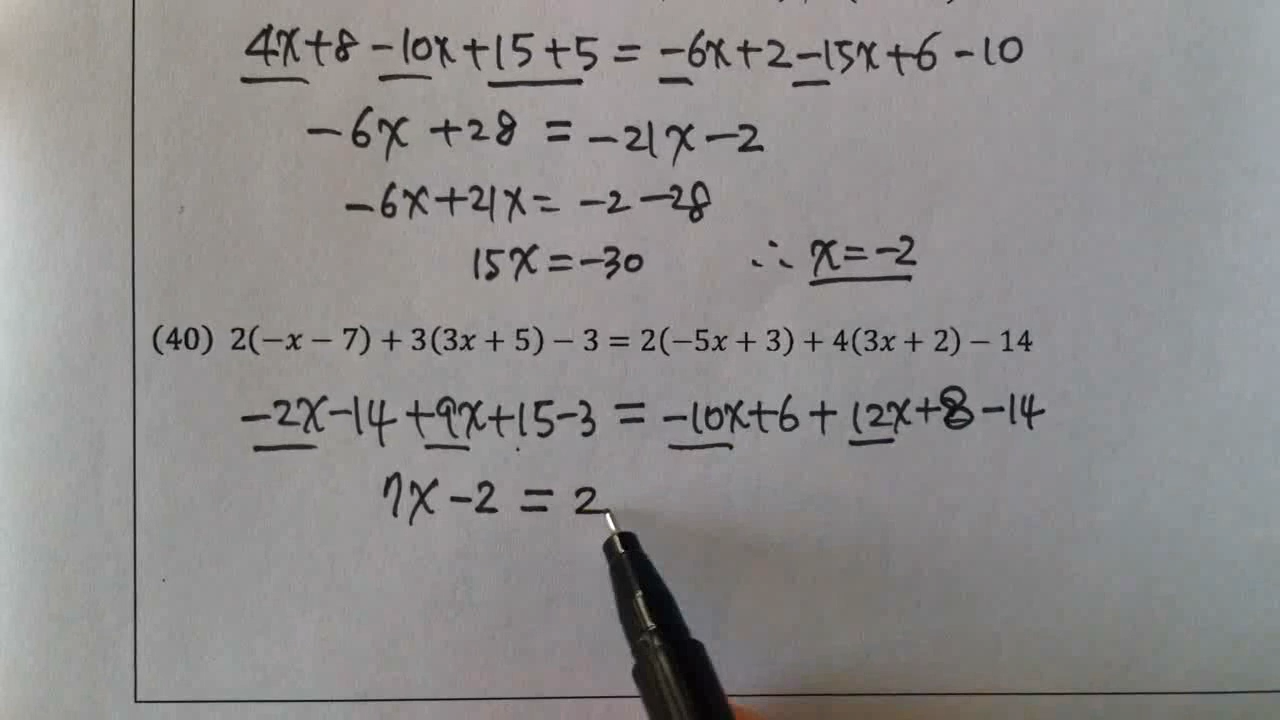 4x+8-10x+15+5=-6x+2-15x+6-10
-6x+28=-21x-2
-6x+21x=-2-28
15x=-30 ∴x=-2
(40) 2(−x − 7) + 3(3x + 5) − 3 = 2(−5x + 3) + 4(3x + 2) − 14
-2x-14+9x+15-3=-10x+6+12x+8-14
7x-2=2